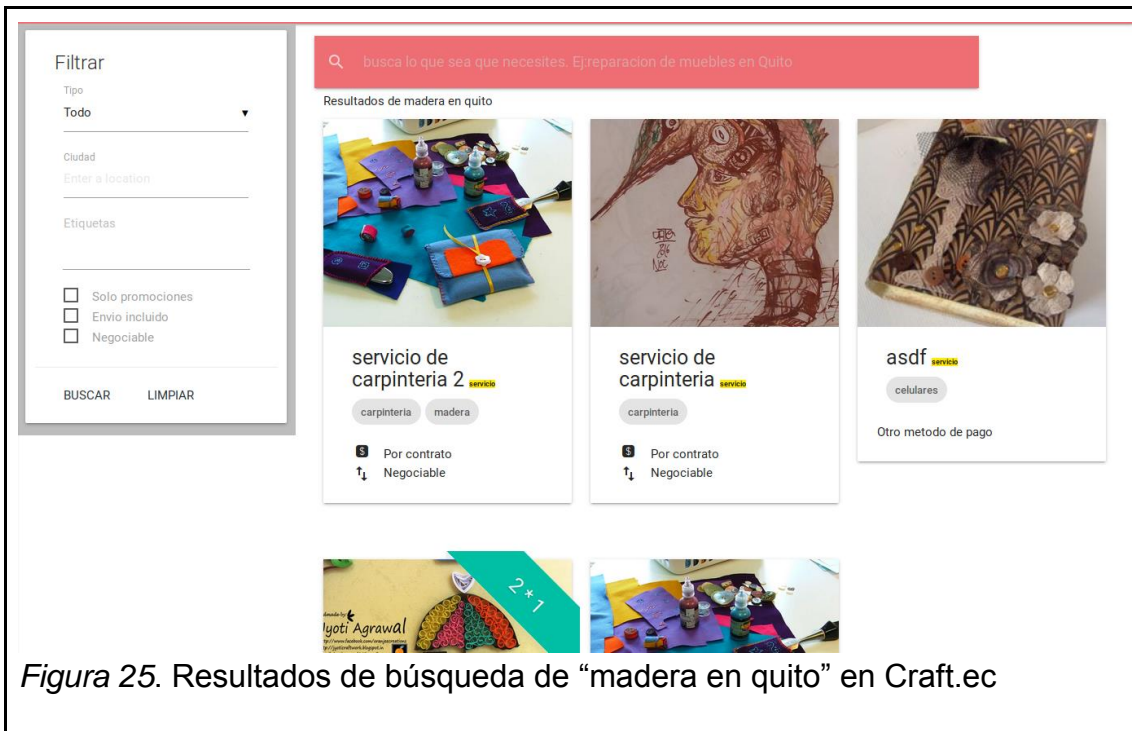 Filtrar
Tipo
Todo
Ciudad
Enter a location
Etiquetas
Solo promociones
Envio incluido
Negociable
BUSCAR LIMPIAR
busca lo que sea que necesites. Ej:reparacion de muebles en Quito
Resultados de madera en quito
servicio de
carpinteria 2 servicio
carpinteria madera
Por contrato
Negociable
servicio de
carpinteria servicio
carpinteria
Por contrato
Negociable
asdf servicio
celulares
Otro metodo de pago
2*1
Jyoti Agrawal
Figura 25. Resultados de búsqueda de “madera en quito” en Craft.ec